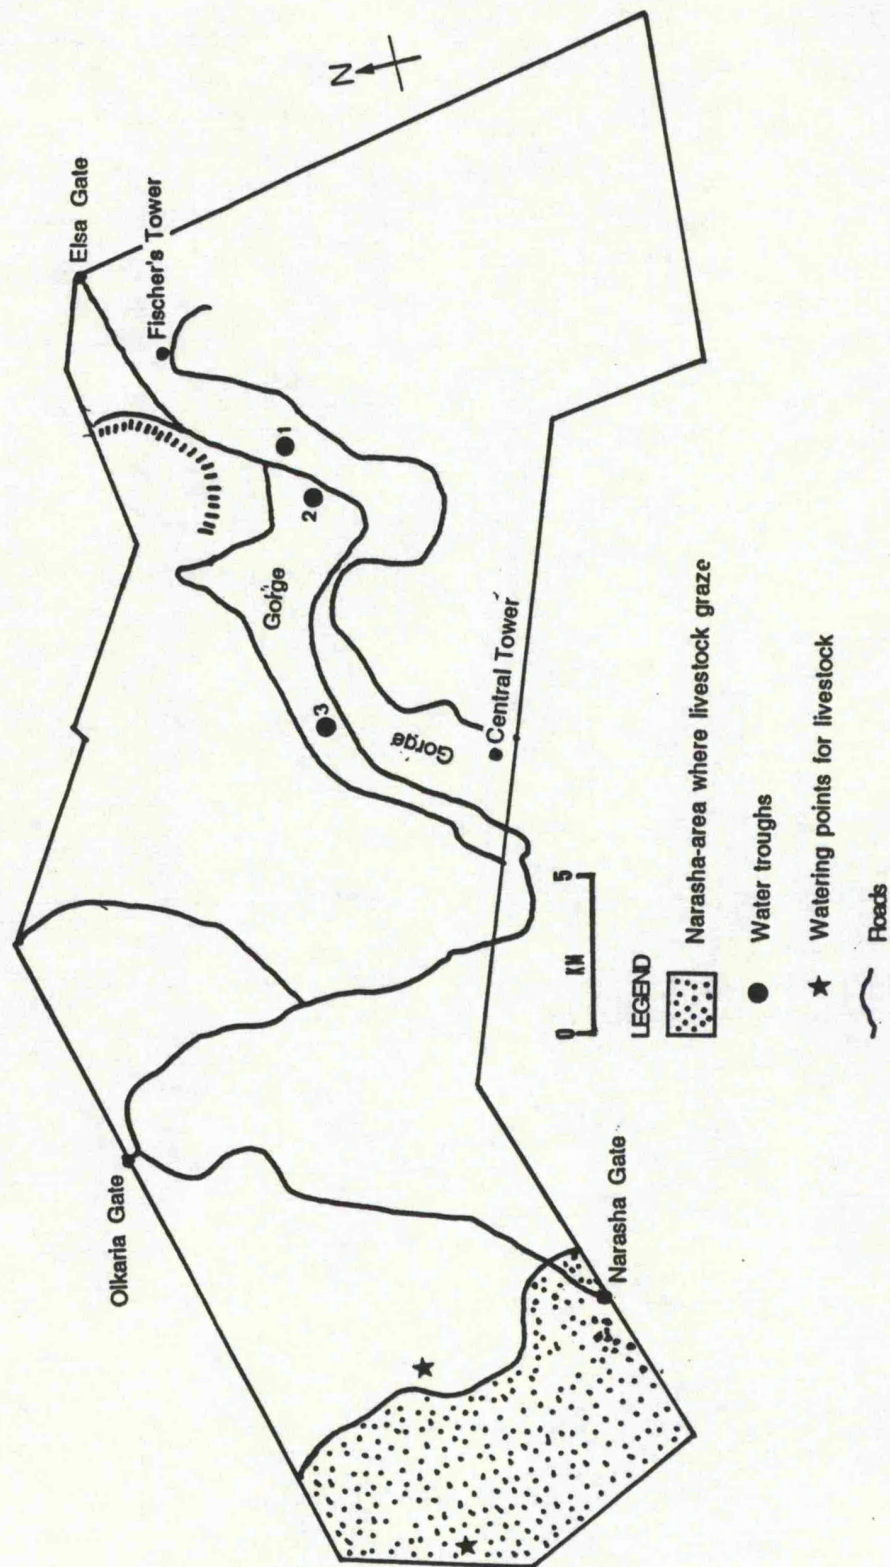 N
Elsa Gate
Fischer's Tower
1
2
Gorge
3
Gorge
Central Tower
Olkaria Gate
Narasha Gate
0 KM 5
LEGEND
Narasha-area where livestock graze
Water troughs
Watering points for livestock
Roads